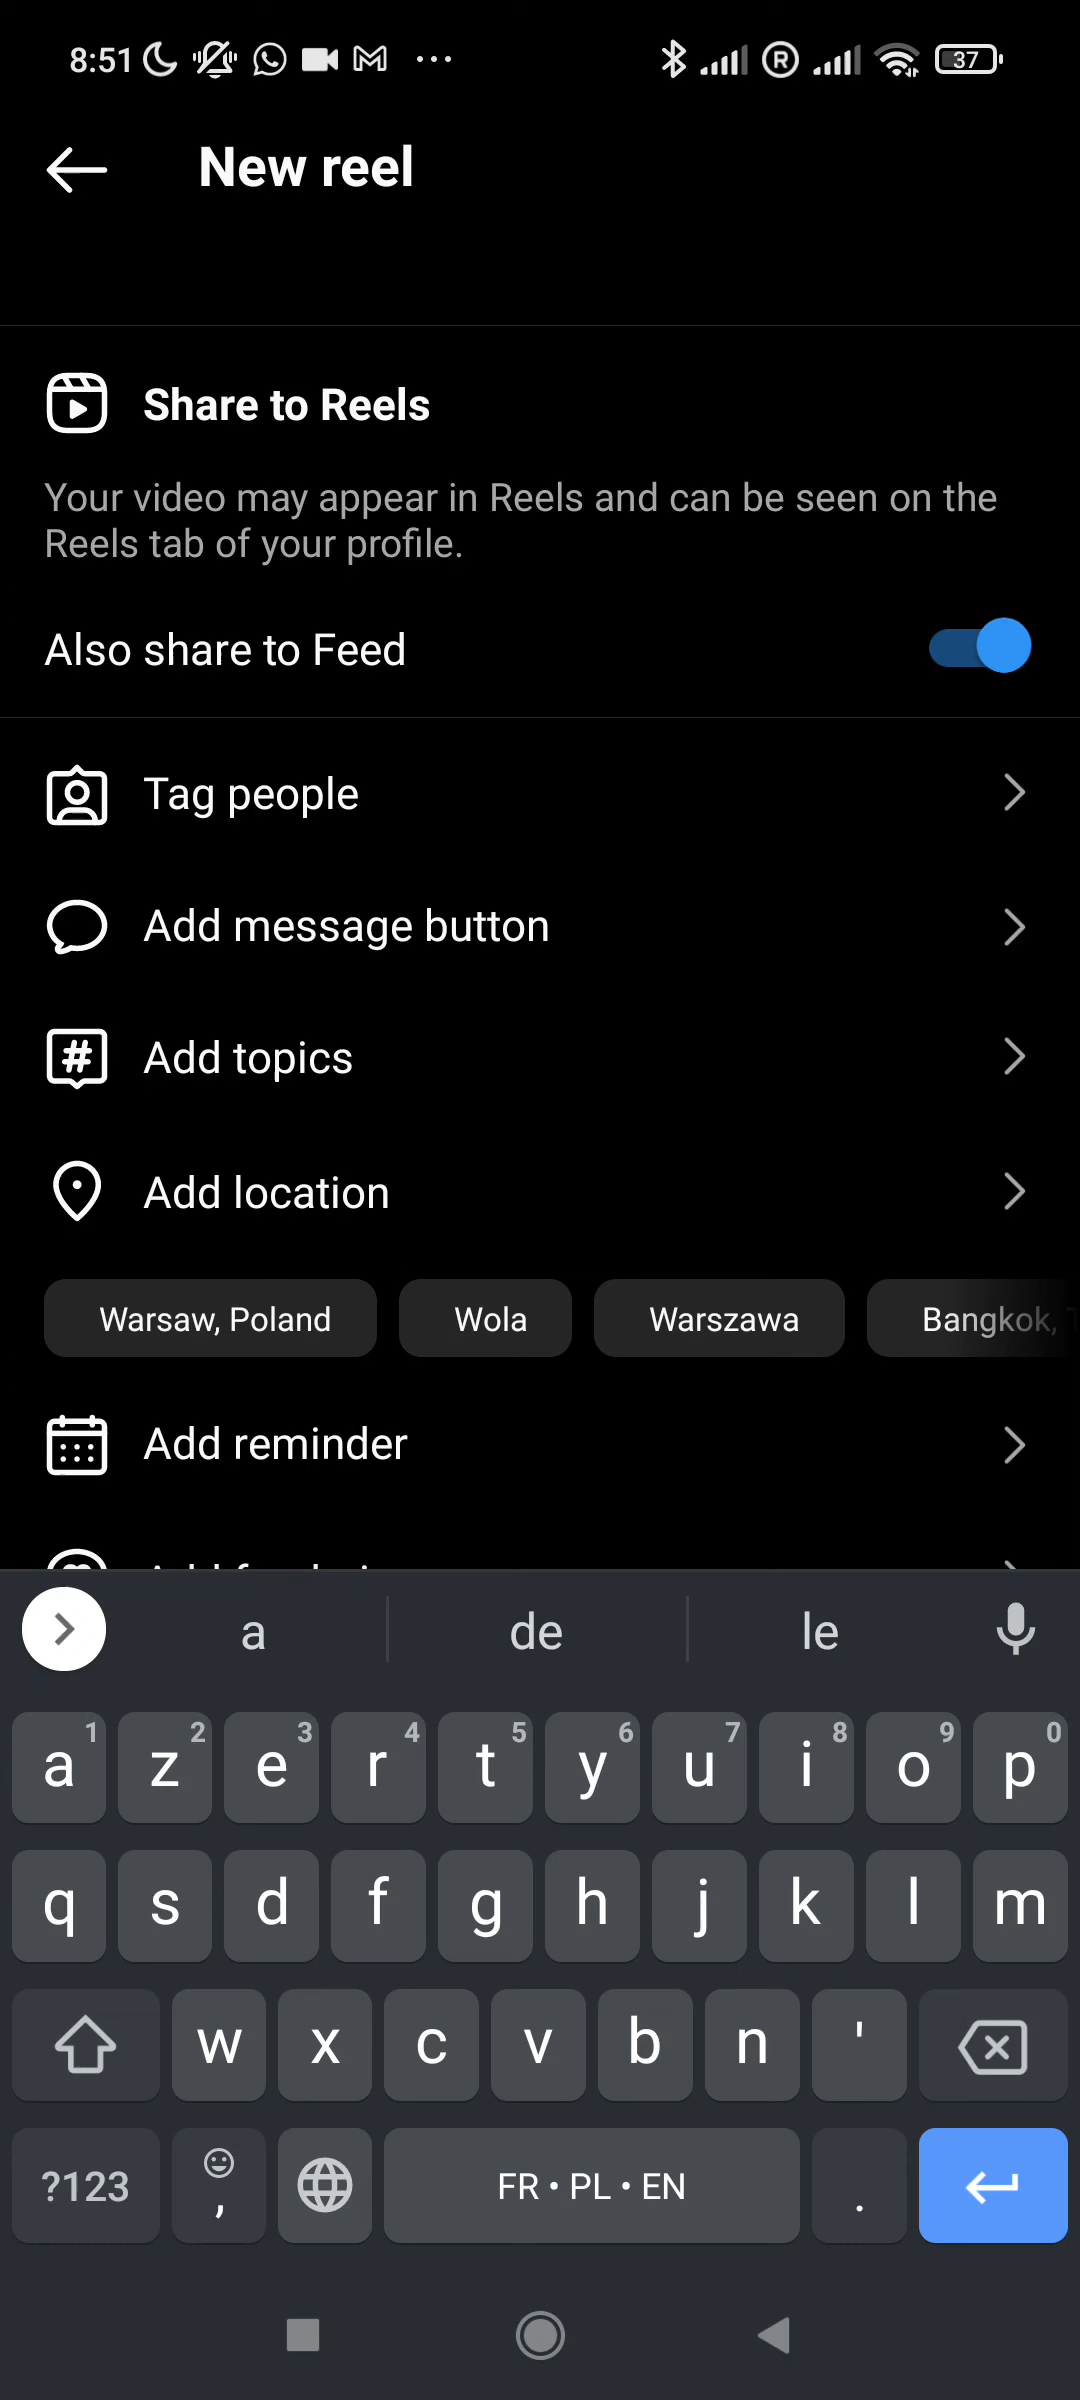 8:51 37
New reel
Share to Reels
Your video may appear in Reels and can be seen on the
Reels tab of your profile.
Also share to Feed
Tag people
Add message button
Add topics
Add location
Warsaw, Poland Wola Warszawa Bangkok,
Add reminder
a de le
a 1 z 2 e 3 r 4 t 5 y 6 u 7 i 8 o 9 p 0
q s d f g h j k l m
w x c v b n '
?123 , FR • PL • EN .